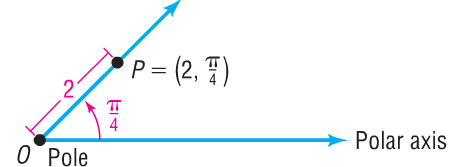 2
P = (2, π/4)
π/4
Polar axis
O Pole